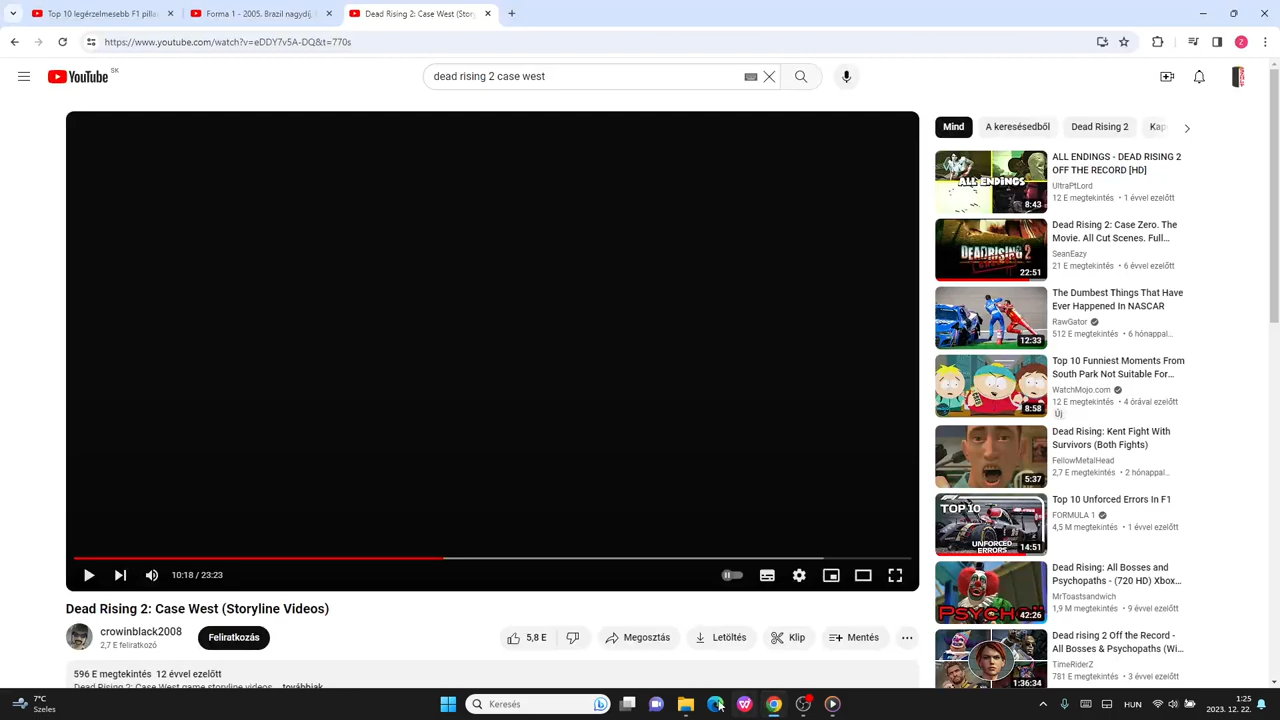 Top 10 legérzelmesebb F1 pillan
Forma 1 - 2005. Brazil nagydíj,
Dead Rising 2: Case West (Story
https://www.youtube.com/watch?v=eDDY7v5A-DQ&t=770s
Z
YouTube SK
dead rising 2 case west
Mind
A keresésedből
Dead Rising 2
Kap
ALL ENDINGS
8:43
ALL ENDINGS - DEAD RISING 2
OFF THE RECORD [HD]
UltraPtLord
12 E megtekintés • 1 évvel ezelőtt
DEADRISING 2
22:51
Dead Rising 2: Case Zero. The
Movie. All Cut Scenes. Full...
SeanEazy
21 E megtekintés • 6 évvel ezelőtt
12:33
The Dumbest Things That Have
Ever Happened In NASCAR
RawGator
512 E megtekintés • 6 hónappal...
8:58
Top 10 Funniest Moments From
South Park Not Suitable For...
WatchMojo.com
12 E megtekintés • 4 órával ezelőtt
Új
5:37
Dead Rising: Kent Fight With
Survivors (Both Fights)
FellowMetalHead
2,7 E megtekintés • 2 hónappal...
TOP 10
UNFORCED
ERRORS
14:51
Top 10 Unforced Errors In F1
FORMULA 1
4,5 M megtekintés • 1 évvel ezelőtt
PSYCHO
42:26
Dead Rising: All Bosses and
Psychopaths - (720 HD) Xbox...
MrToastsandwich
1,9 M megtekintés • 9 évvel ezelőtt
1:36:34
Dead rising 2 Off the Record -
All Bosses & Psychopaths (Wi...
TimeRiderZ
781 E megtekintés • 3 évvel ezelőtt
10:18 / 23:23
Dead Rising 2: Case West (Storyline Videos)
crowinblack2008
2,7 E feliratkozó
Feliratkozás
5,8 E
Megosztás
Letöltés
Klip
Mentés
596 E megtekintés 12 évvel ezelőtt
Dead Rising 2: Case West game storyline videos ...továbbiak
7°C
Szeles
Keresés
HUN
1:25
2023. 12. 22.